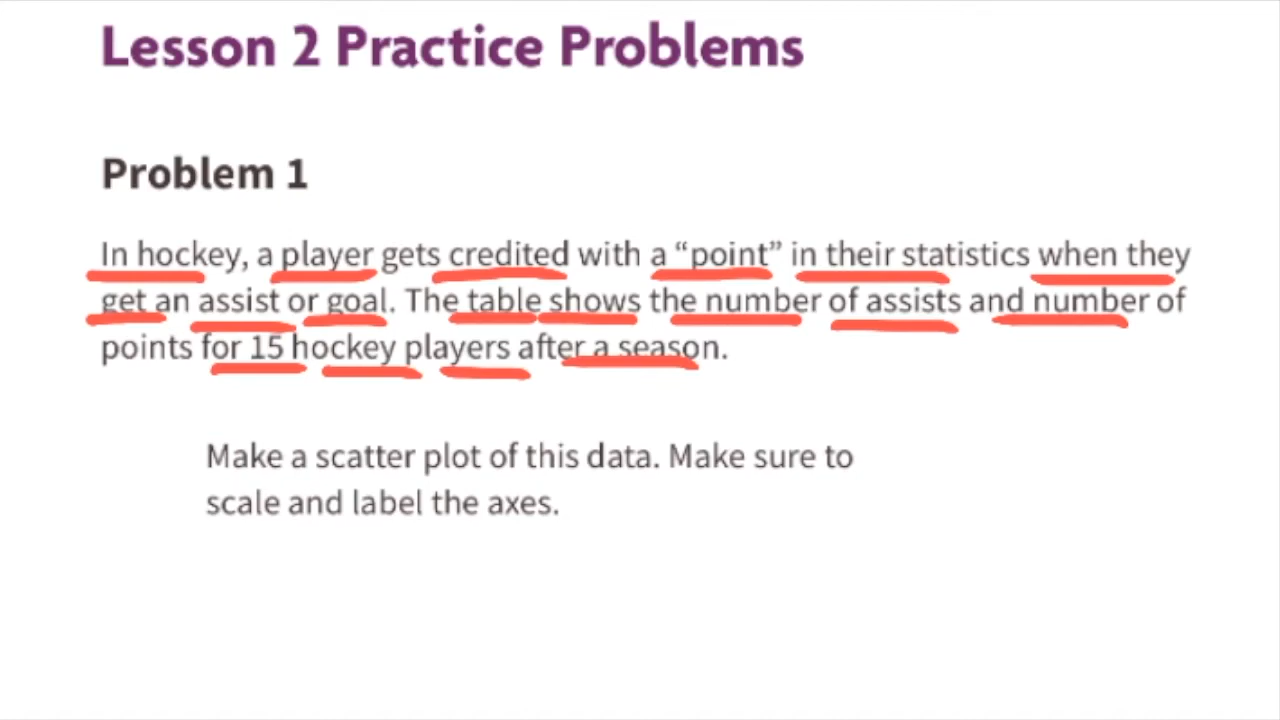 Lesson 2 Practice Problems
Problem 1
In hockey, a player gets credited with a “point” in their statistics when they
get an assist or goal. The table shows the number of assists and number of
points for 15 hockey players after a season.
Make a scatter plot of this data. Make sure to
scale and label the axes.